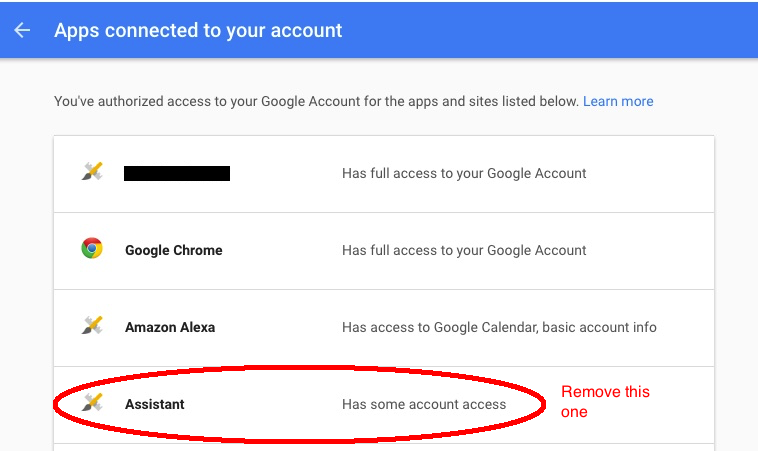 Apps connected to your account
You've authorized access to your Google Account for the apps and sites listed below. Learn more
Has full access to your Google Account
Google Chrome Has full access to your Google Account
Amazon Alexa Has access to Google Calendar, basic account info
Assistant Has some account access
Remove this
one